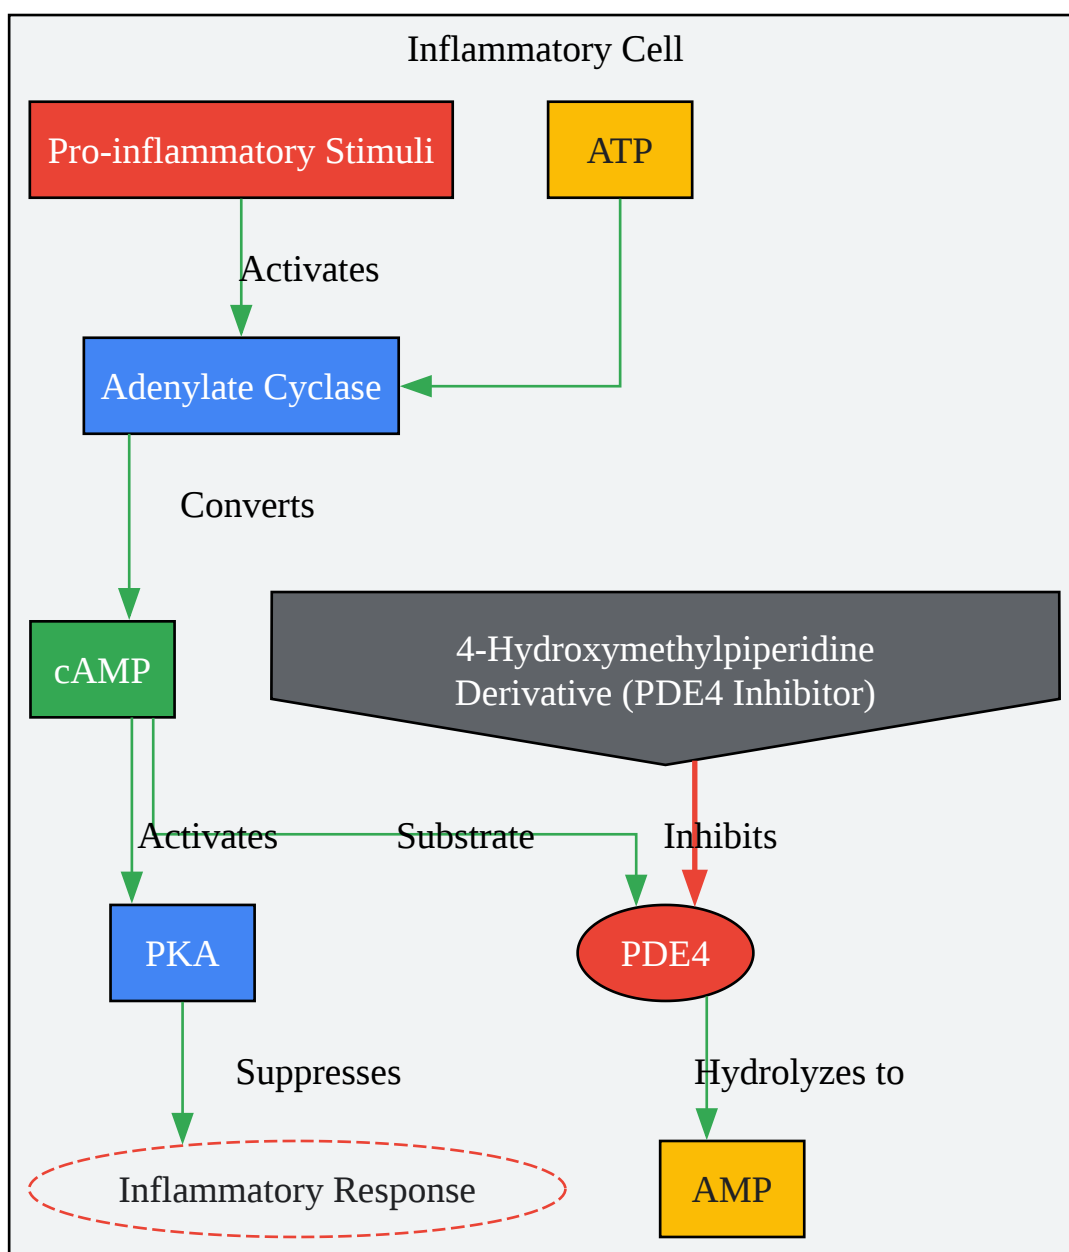 Inflammatory Cell
Pro-inflammatory Stimuli
ATP
Activates
Adenylate Cyclase
Converts
cAMP
4-Hydroxymethylpiperidine
Derivative (PDE4 Inhibitor)
Activates
Substrate
Inhibits
PKA
PDE4
Suppresses
Hydrolyzes to
Inflammatory Response
AMP